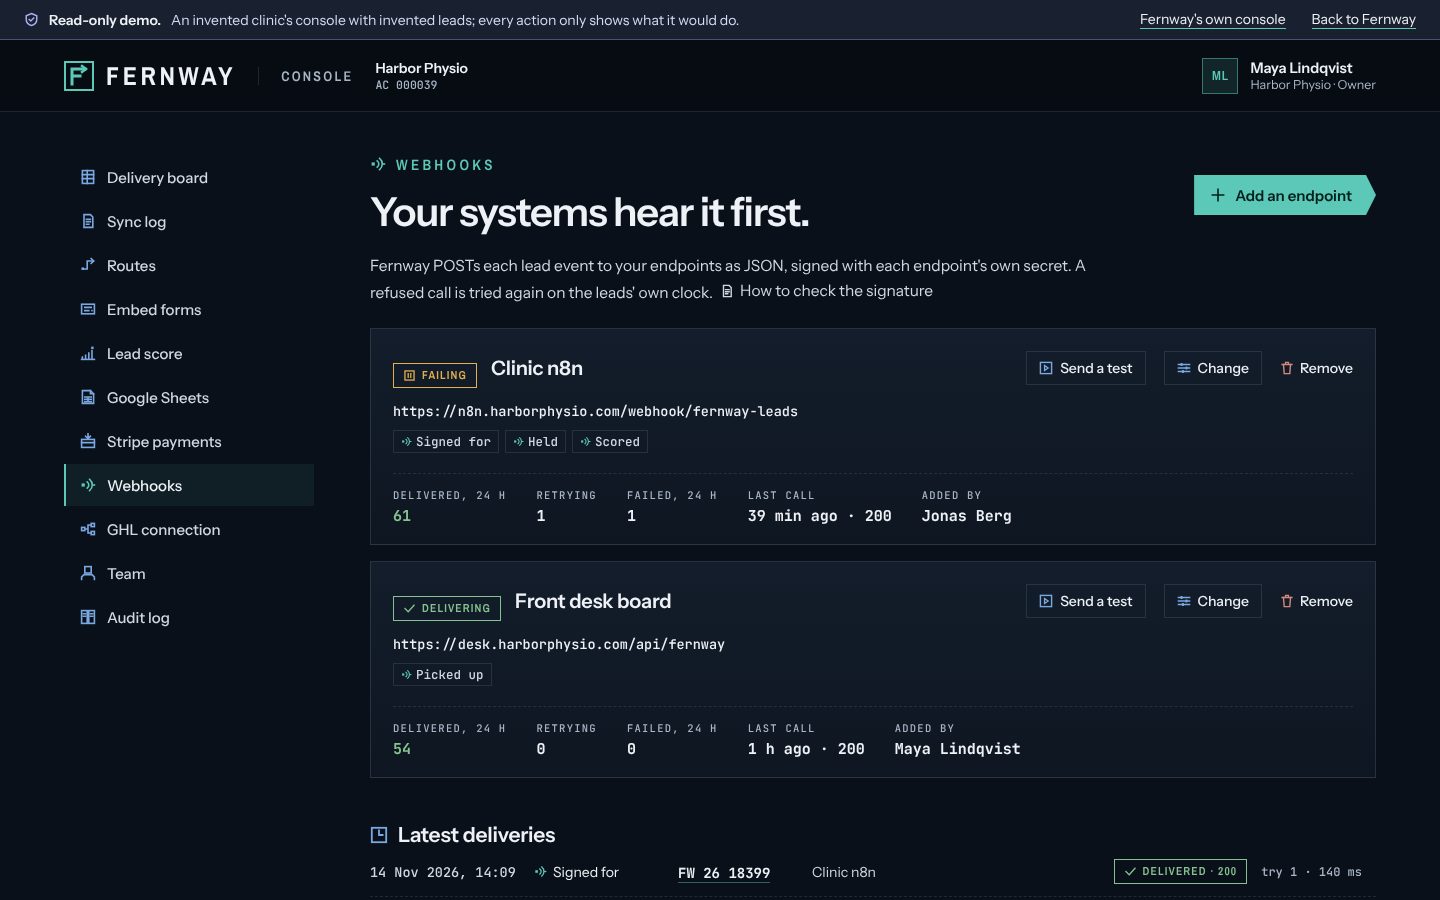 Read-only demo. An invented clinic's console with invented leads; every action only shows what it would do.
Fernway's own console
Back to Fernway
FERNWAY
CONSOLE
Harbor Physio
AC 000039
ML
Maya Lindqvist
Harbor Physio · Owner
Delivery board
Sync log
Routes
Embed forms
Lead score
Google Sheets
Stripe payments
Webhooks
GHL connection
Team
Audit log
WEBHOOKS
Your systems hear it first.
Add an endpoint
Fernway POSTs each lead event to your endpoints as JSON, signed with each endpoint's own secret. A
refused call is tried again on the leads' own clock. How to check the signature
FAILING
Clinic n8n
Send a test
Change
Remove
https://n8n.harborphysio.com/webhook/fernway-leads
Signed for
Held
Scored
DELIVERED, 24 H
61
RETRYING
1
FAILED, 24 H
1
LAST CALL
39 min ago · 200
ADDED BY
Jonas Berg
DELIVERING
Front desk board
Send a test
Change
Remove
https://desk.harborphysio.com/api/fernway
Picked up
DELIVERED, 24 H
54
RETRYING
0
FAILED, 24 H
0
LAST CALL
1 h ago · 200
ADDED BY
Maya Lindqvist
Latest deliveries
14 Nov 2026, 14:09
Signed for
FW 26 18399
Clinic n8n
DELIVERED · 200
try 1 · 140 ms